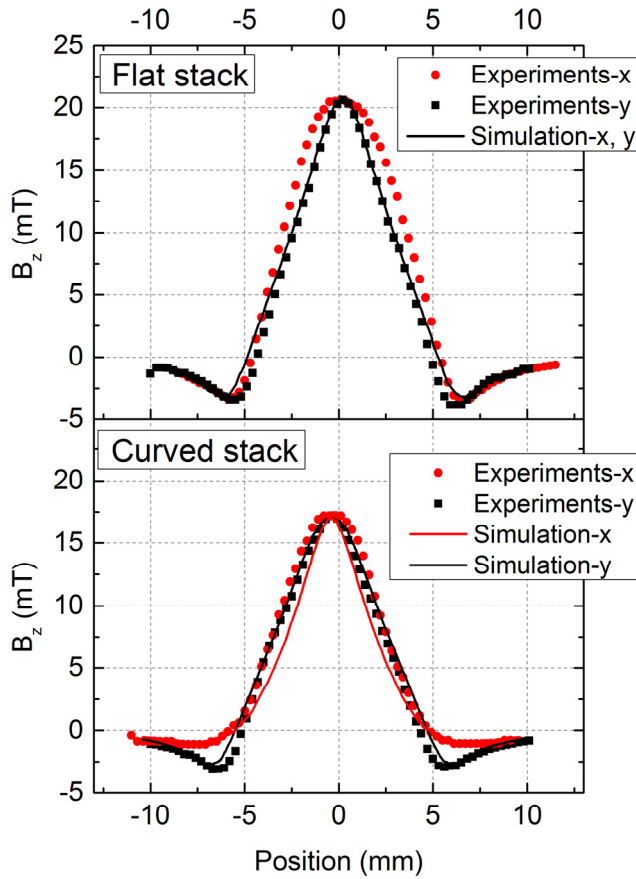 -10 -5 0 5 10
25
20
15
10
5
0
-5
B_z (mT)
Flat stack
Experiments-x
Experiments-y
Simulation-x, y
20
15
10
5
0
-5
B_z (mT)
Curved stack
Experiments-x
Experiments-y
Simulation-x
Simulation-y
-10 -5 0 5 10
Position (mm)